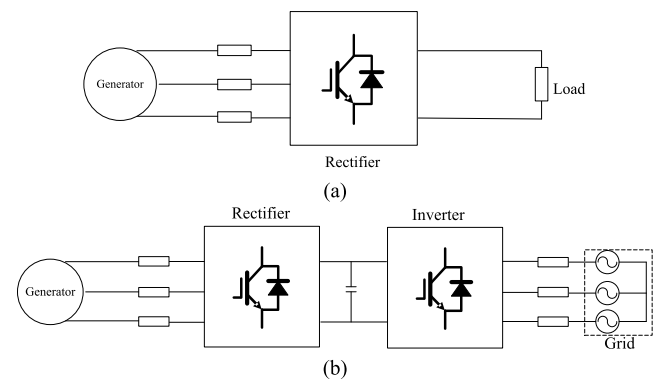 Generator
Load
Rectifier
(a)
Rectifier
Inverter
Generator
Grid
(b)